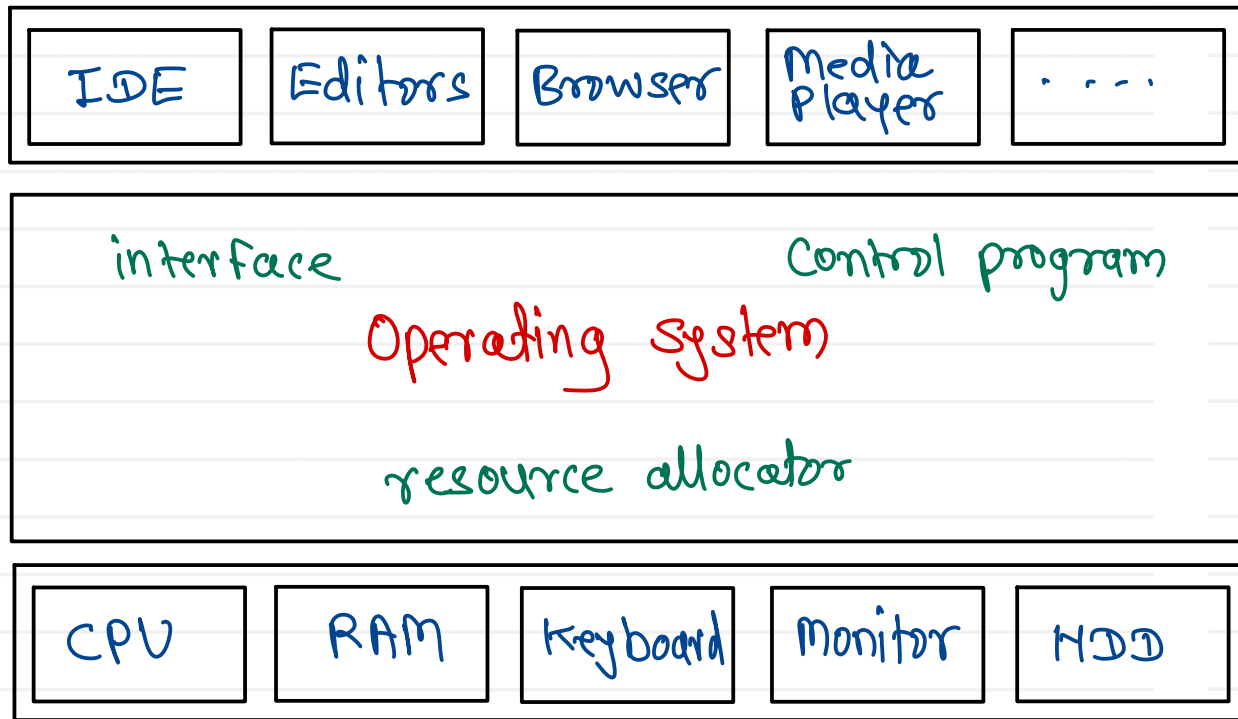 IDE Editors Browser Media Player . . . .
interface Control program
Operating system
resource allocator
CPU RAM Keyboard Monitor HDD